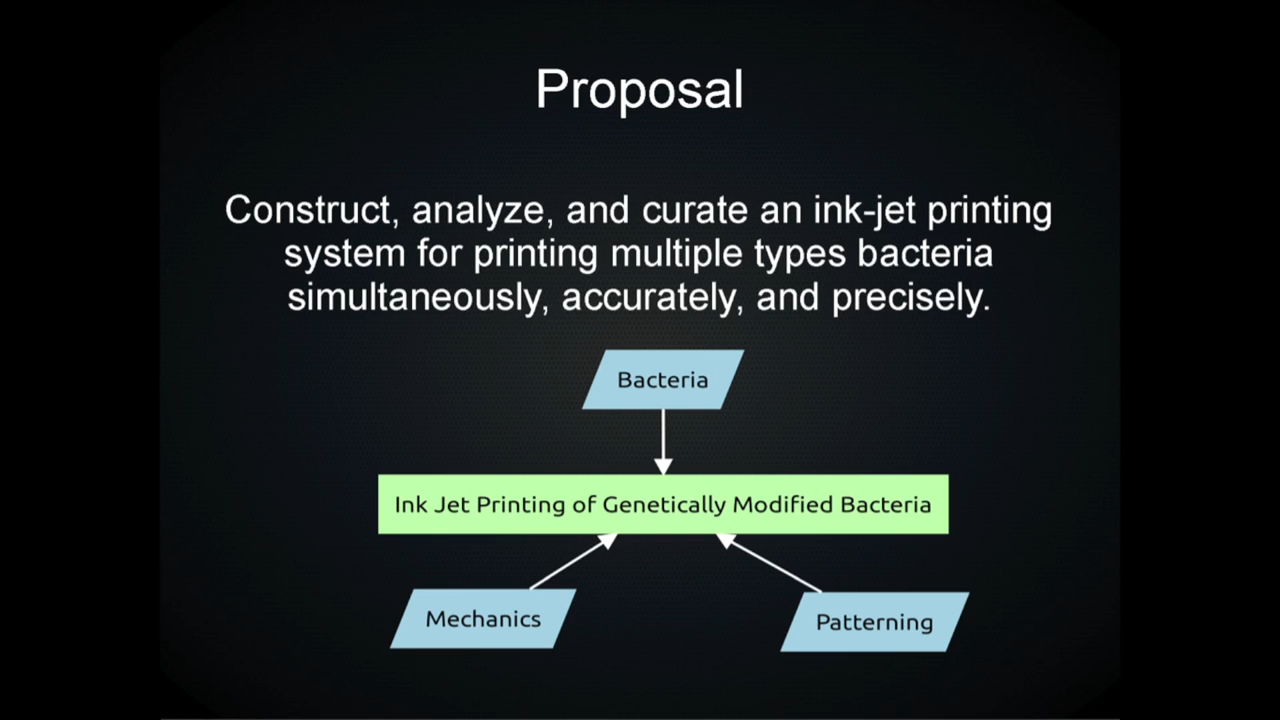 Proposal
Construct, analyze, and curate an ink-jet printing
system for printing multiple types bacteria
simultaneously, accurately, and precisely.
Bacteria
Ink Jet Printing of Genetically Modified Bacteria
Mechanics
Patterning